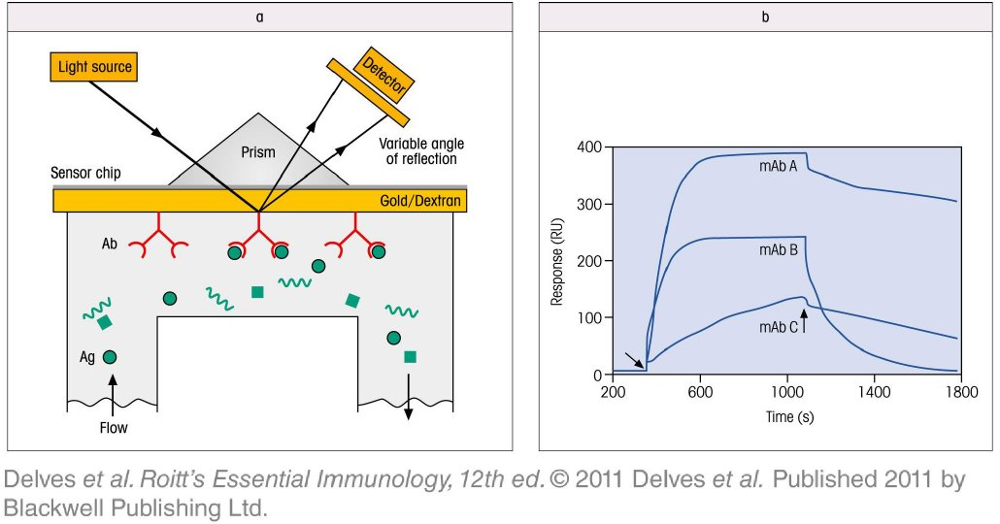 a
Light source
Detector
Prism
Variable angle
of reflection
Sensor chip
Gold/Dextran
Ab
Ag
Flow
b
400
300
200
100
0
Response (RU)
mAb A
mAb B
mAb C
200
600
1000
1400
1800
Time (s)
Delves et al. Roitt's Essential Immunology, 12th ed. © 2011 Delves et al. Published 2011 by
Blackwell Publishing Ltd.